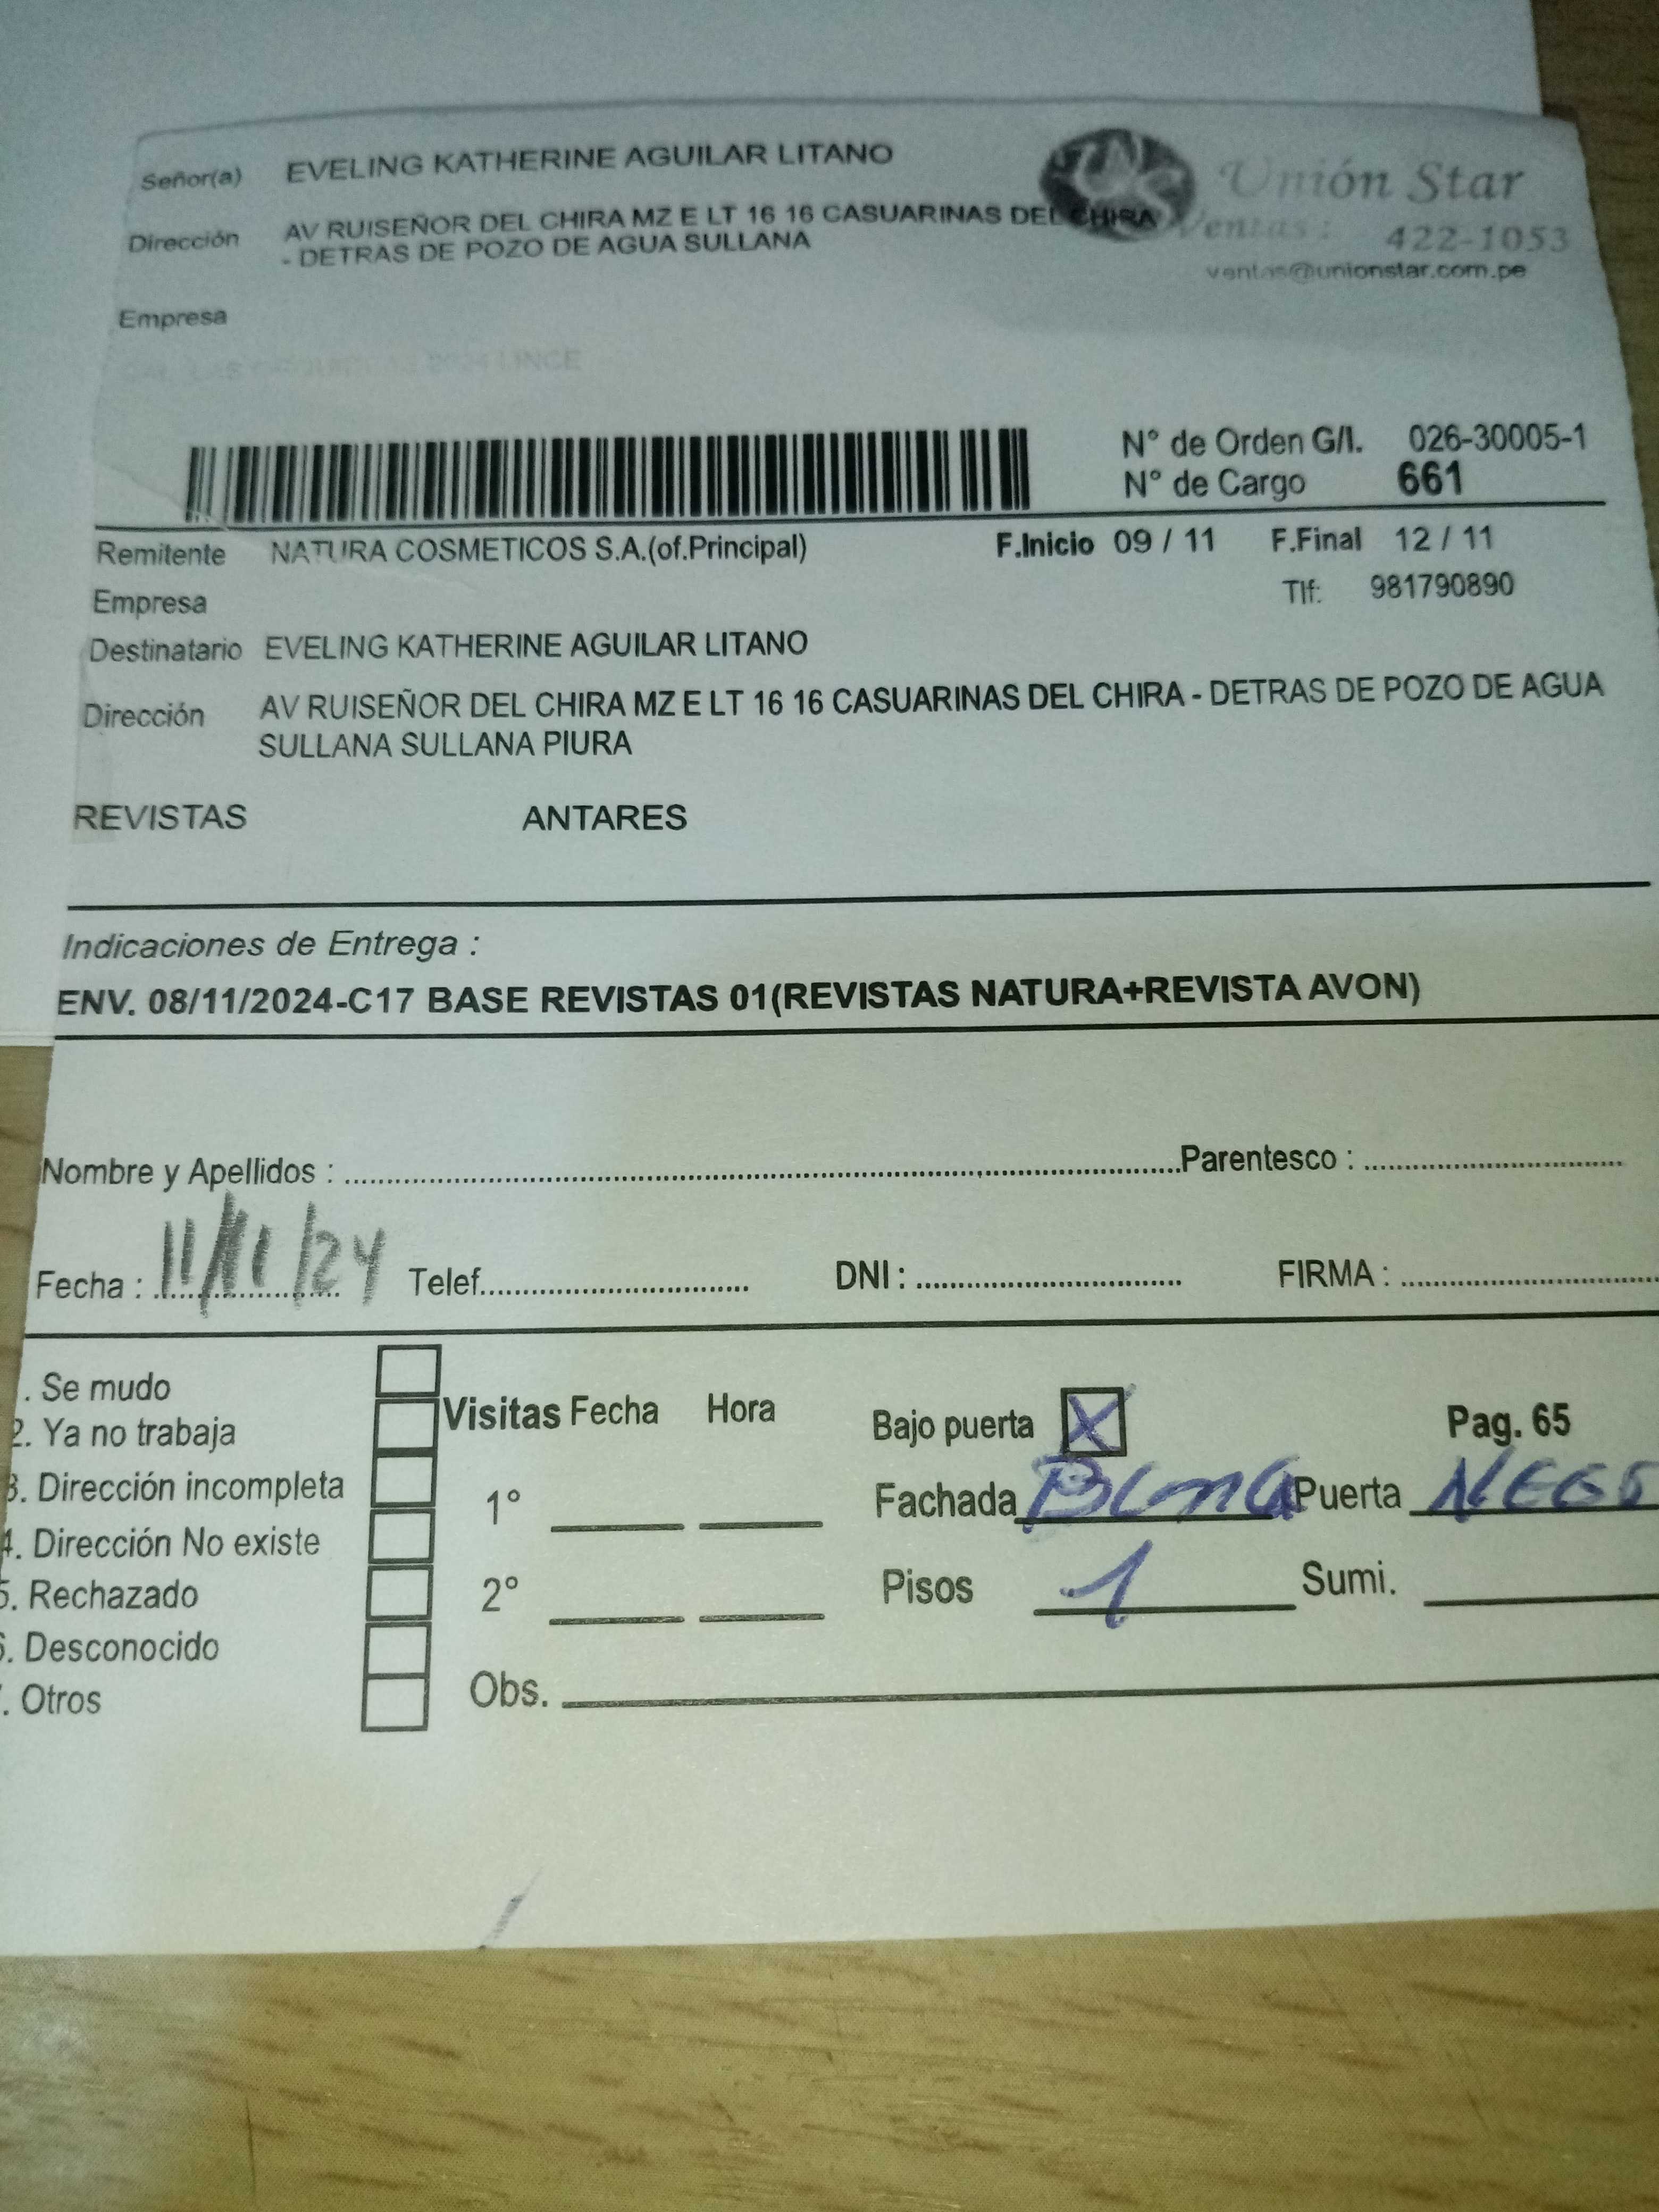 Señor(a) EVELING KATHERINE AGUILAR LITANO
Unión Star
Dirección AV RUISEÑOR DEL CHIRA MZ E LT 16 16 CASUARINAS DEL CHIRA
- DETRAS DE POZO DE AGUA SULLANA
Ventas : 422-1053
ventas@unionstar.com.pe
Empresa
LINCE
N° de Orden G/I. 026-30005-1
N° de Cargo 661
Remitente NATURA COSMETICOS S.A.(of.Principal) F.Inicio 09 / 11 F.Final 12 / 11
Empresa Tlf: 981790890
Destinatario EVELING KATHERINE AGUILAR LITANO
Dirección AV RUISEÑOR DEL CHIRA MZ E LT 16 16 CASUARINAS DEL CHIRA - DETRAS DE POZO DE AGUA
SULLANA SULLANA PIURA
REVISTAS ANTARES
Indicaciones de Entrega :
ENV. 08/11/2024-C17 BASE REVISTAS 01(REVISTAS NATURA+REVISTA AVON)
Nombre y Apellidos : Parentesco :
Fecha : 11/11/24 Telef. DNI : FIRMA :
. Se mudo
2. Ya no trabaja
3. Dirección incompleta
4. Dirección No existe
5. Rechazado
6. Desconocido
. Otros
Visitas Fecha Hora
1°
2°
Obs.
Bajo puerta X Pag. 65
Fachada Puerta
Pisos 1 Sumi.